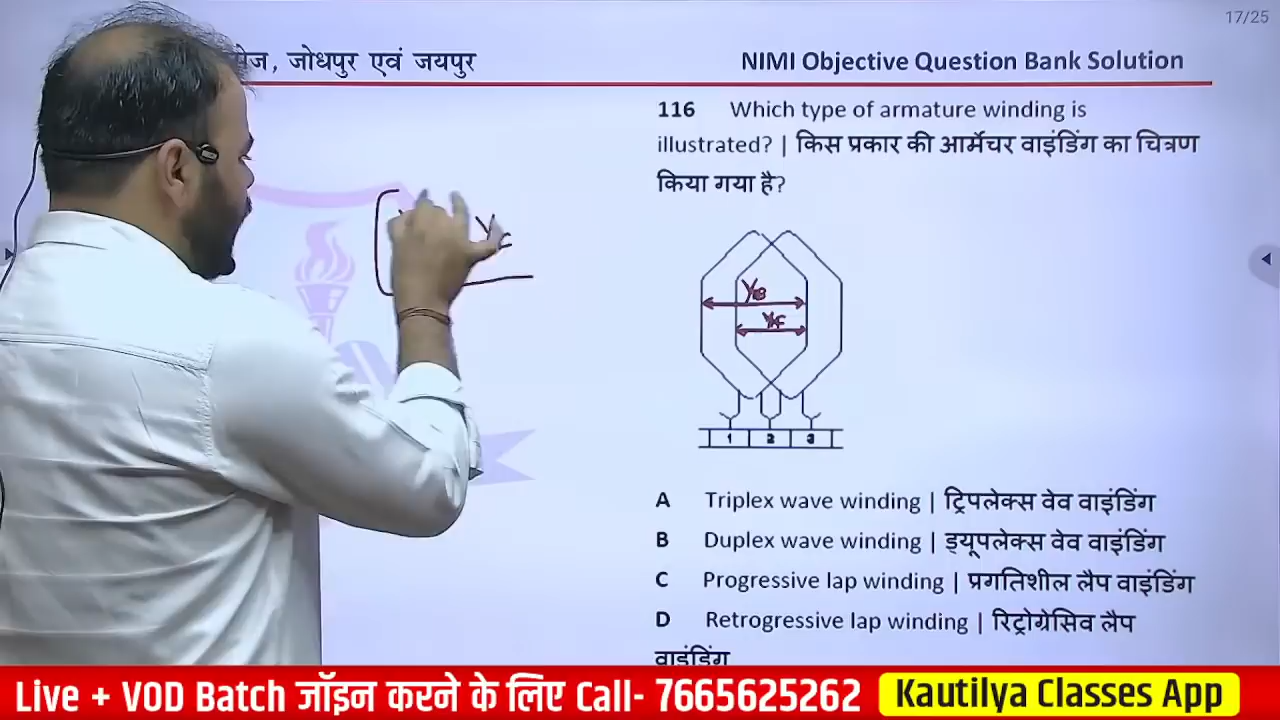 17/25
जोधपुर एवं जयपुर
NIMI Objective Question Bank Solution
116 Which type of armature winding is
illustrated? | किस प्रकार की आर्मेचर वाइंडिंग का चित्रण
किया गया है?
YB
YF
1 2 3
A Triplex wave winding | ट्रिपलेक्स वेव वाइंडिंग
B Duplex wave winding | ड्यूपलेक्स वेव वाइंडिंग
C Progressive lap winding | प्रगतिशील लैप वाइंडिंग
D Retrogressive lap winding | रिट्रोग्रेसिव लैप
वाइंडिंग
Live + VOD Batch जॉइन करने के लिए Call- 7665625262
Kautilya Classes App